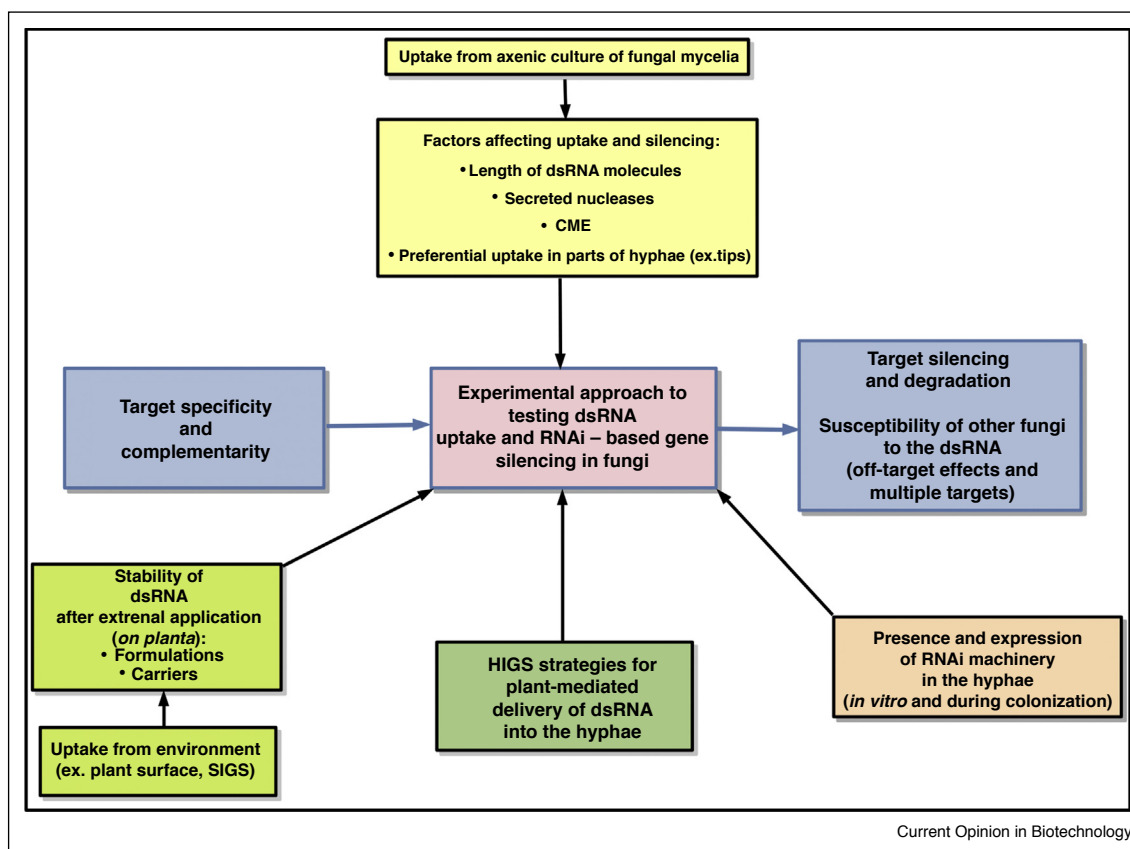 Uptake from axenic culture of fungal mycelia
Factors affecting uptake and silencing:
• Length of dsRNA molecules
• Secreted nucleases
• CME
• Preferential uptake in parts of hyphae (ex.tips)
Target specificity
and
complementarity
Experimental approach to
testing dsRNA
uptake and RNAi – based gene
silencing in fungi
Target silencing
and degradation
Susceptibility of other fungi
to the dsRNA
(off-target effects and
multiple targets)
Stability of
dsRNA
after extrenal application
(on planta):
• Formulations
• Carriers
Uptake from environment
(ex. plant surface, SIGS)
HIGS strategies for
plant-mediated
delivery of dsRNA
into the hyphae
Presence and expression
of RNAi machinery
in the hyphae
(in vitro and during colonization)
Current Opinion in Biotechnology